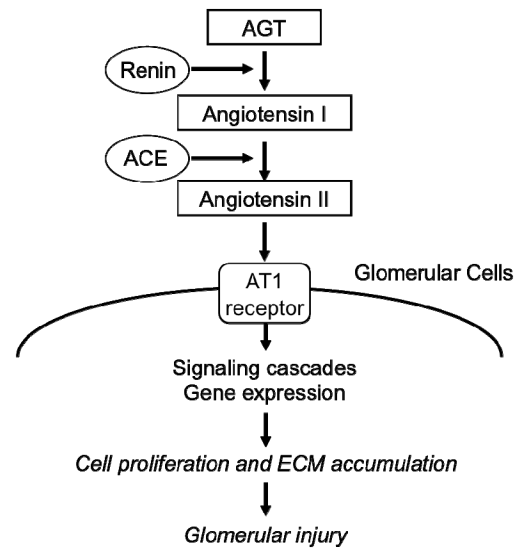 AGT
Renin
Angiotensin I
ACE
Angiotensin II
AT1
receptor
Glomerular Cells
Signaling cascades
Gene expression
Cell proliferation and ECM accumulation
Glomerular injury